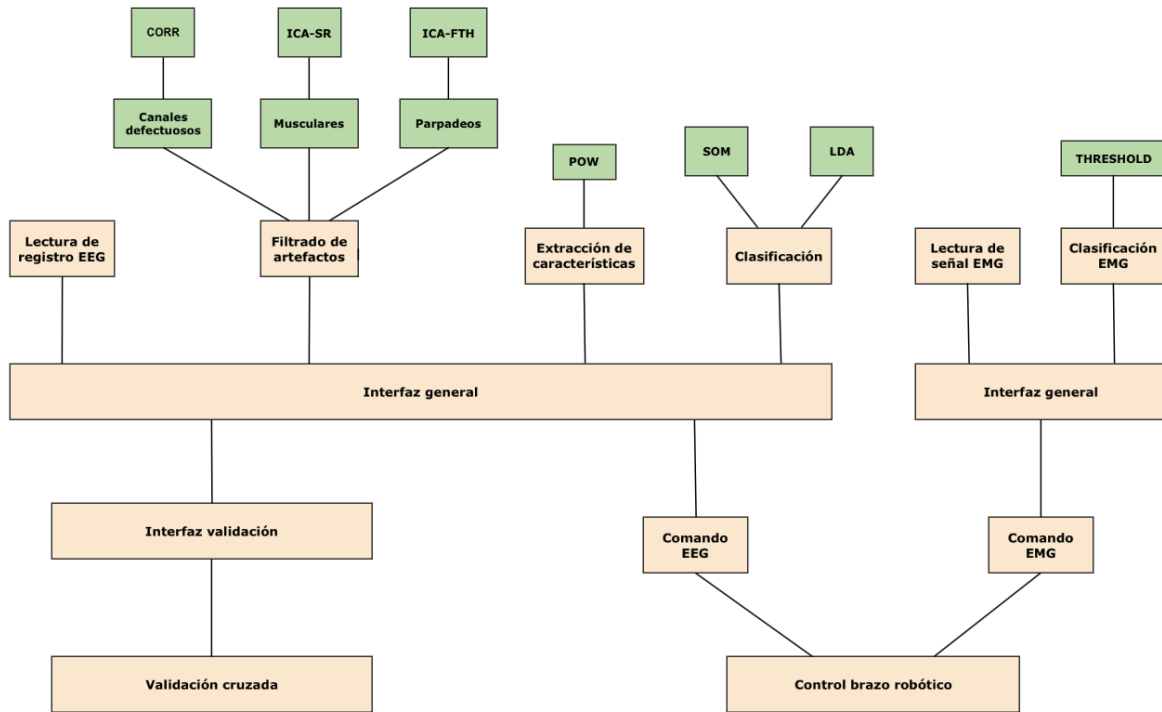 CORR
ICA-SR
ICA-FTH
Canales
defectuosos
Musculares
Parpadeos
POW
SOM
LDA
THRESHOLD
Lectura de
registro EEG
Filtrado de
artefactos
Extracción de
características
Clasificación
Lectura de
señal EMG
Clasificación
EMG
Interfaz general
Interfaz general
Interfaz validación
Comando
EEG
Comando
EMG
Validación cruzada
Control brazo robótico